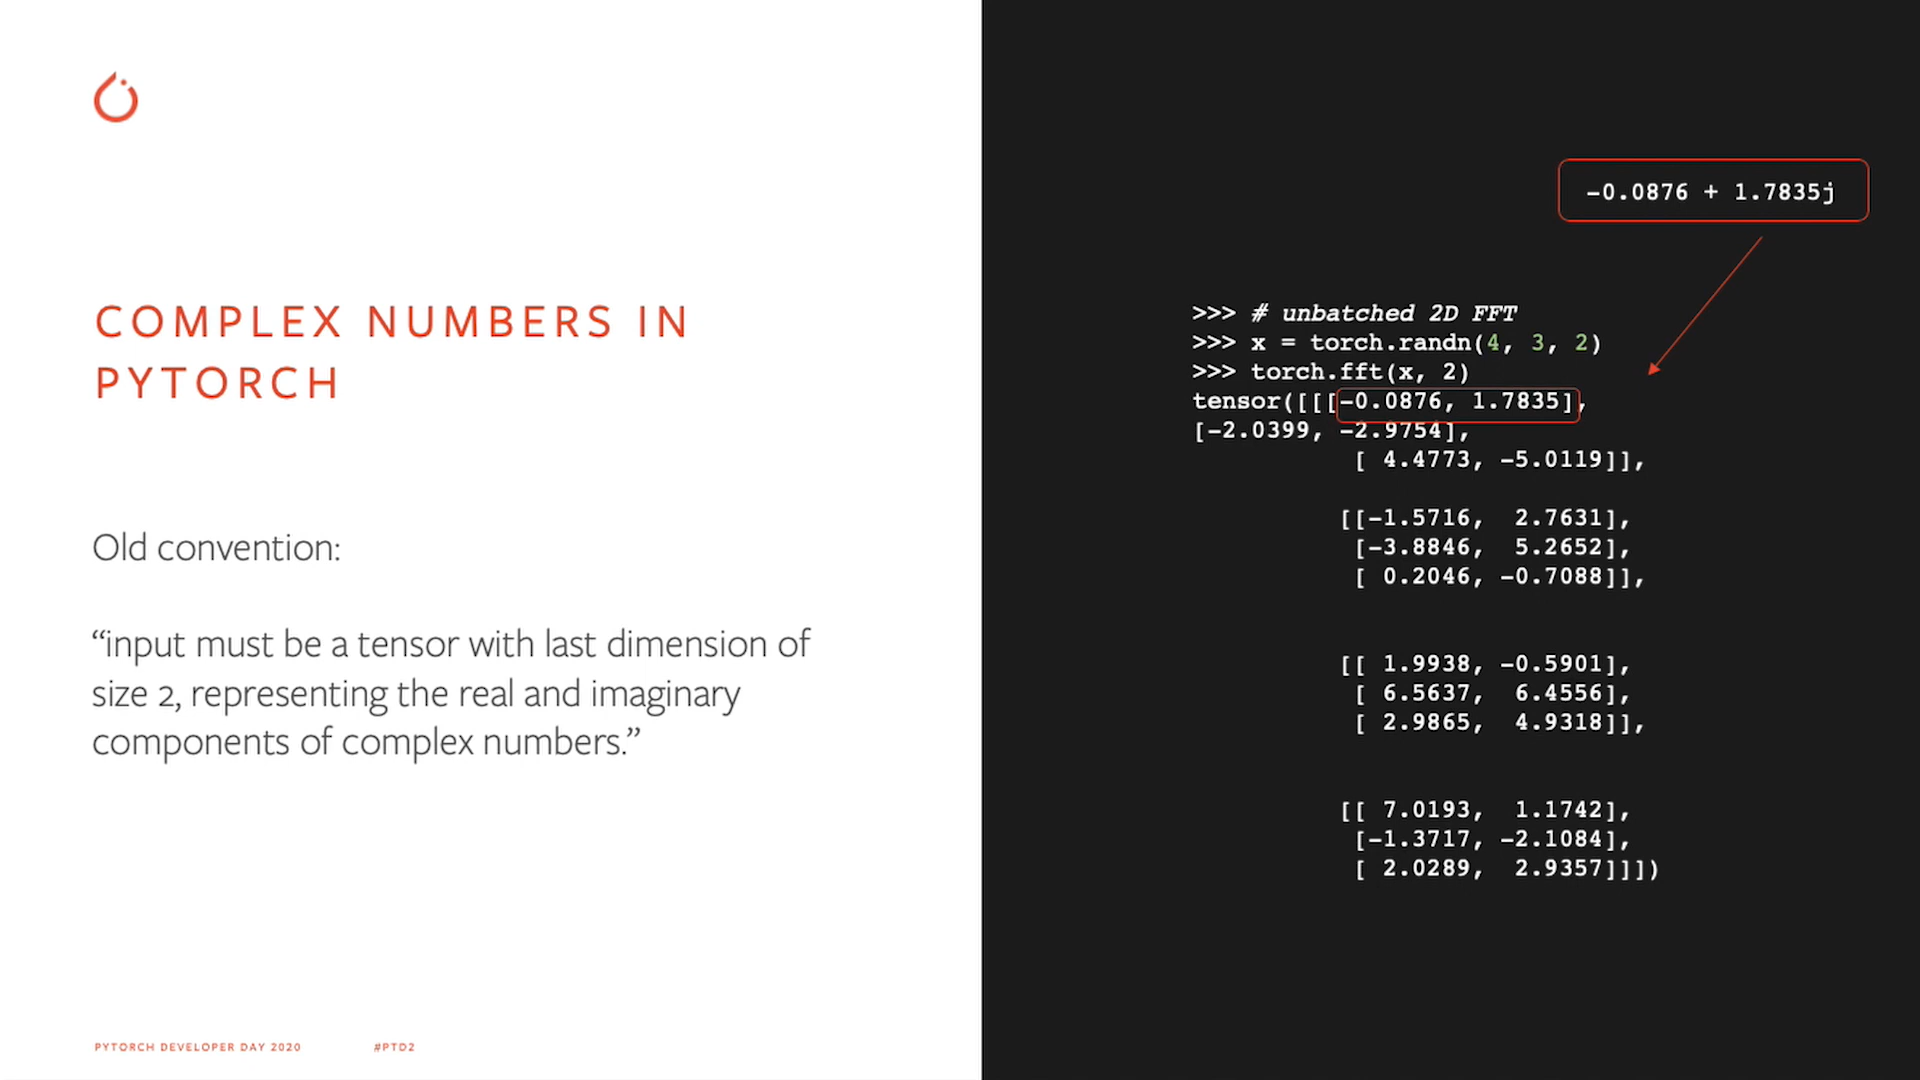 COMPLEX NUMBERS IN
PYTORCH
Old convention:
“input must be a tensor with last dimension of
size 2, representing the real and imaginary
components of complex numbers.”
PYTORCH DEVELOPER DAY 2020
#PTD2
-0.0876 + 1.7835j
>>> # unbatched 2D FFT
>>> x = torch.randn(4, 3, 2)
>>> torch.fft(x, 2)
tensor([[[-0.0876, 1.7835],
[-2.0399, -2.9754],
[ 4.4773, -5.0119]],
[[-1.5716,  2.7631],
[-3.8846,  5.2652],
[ 0.2046, -0.7088]],
[[ 1.9938, -0.5901],
[ 6.5637,  6.4556],
[ 2.9865,  4.9318]],
[[ 7.0193,  1.1742],
[-1.3717, -2.1084],
[ 2.0289,  2.9357]]])